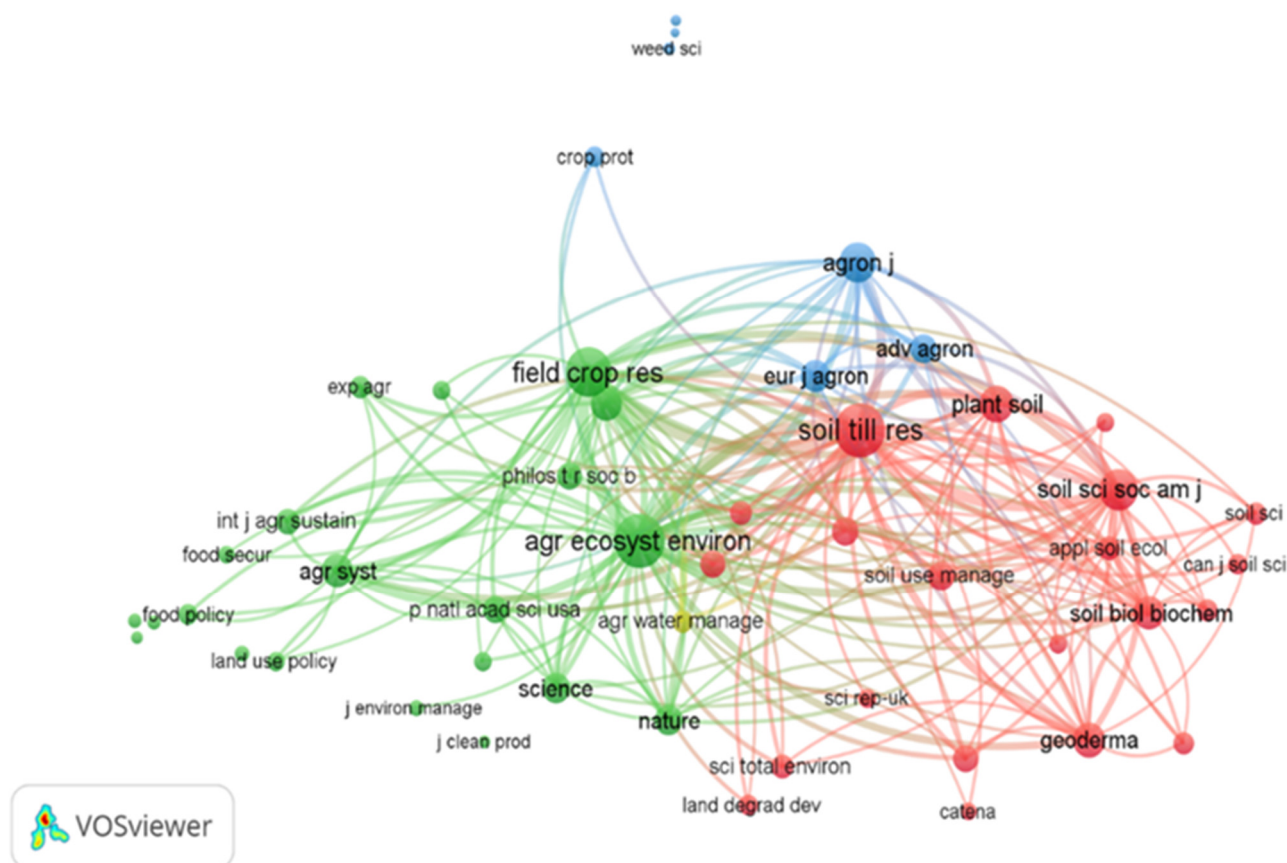 weed sci
crop prot
agron j
adv agron
field crop res
eur j agron
exp agr
plant soil
soil till res
philos t r soc b
soil sci soc am j
soil sci
int j agr sustain
agr ecosyst environ
appl soil ecol
food secur
can j soil sci
agr syst
soil use manage
p natl acad sci usa
food policy
soil biol biochem
agr water manage
land use policy
science
sci rep-uk
j environ manage
nature
j clean prod
geoderma
sci total environ
land degrad dev
catena
VOSviewer